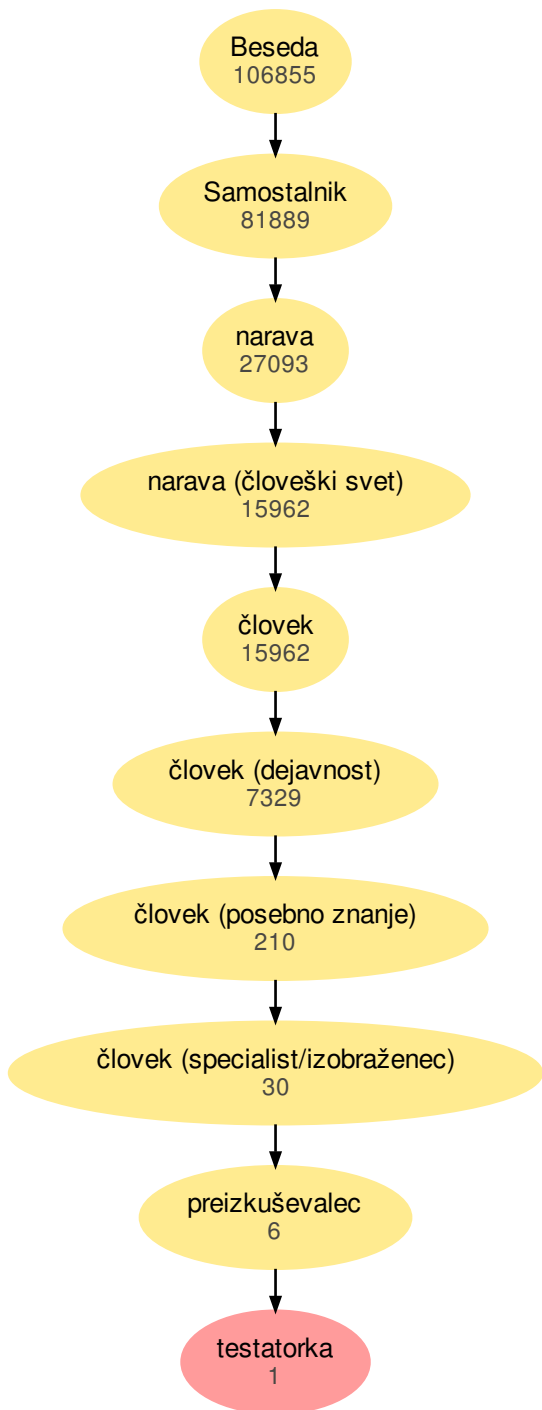 Beseda
106855
Samostalnik
81889
narava
27093
narava (človeški svet)
15962
človek
15962
človek (dejavnost)
7329
človek (posebno znanje)
210
človek (specialist/izobraženec)
30
preizkuševalec
6
testatorka
1